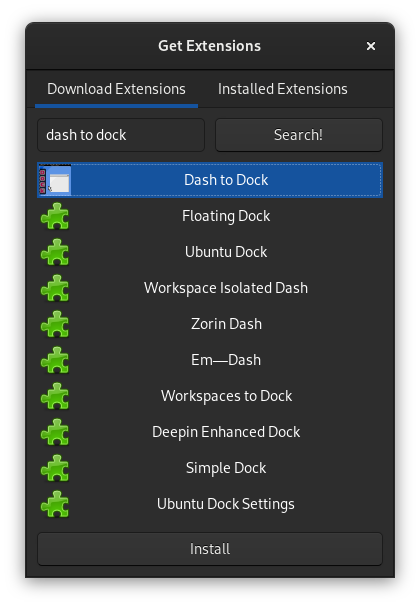 Get Extensions
Download Extensions Installed Extensions
dash to dock Search!
Dash to Dock
Floating Dock
Ubuntu Dock
Workspace Isolated Dash
Zorin Dash
Em—Dash
Workspaces to Dock
Deepin Enhanced Dock
Simple Dock
Ubuntu Dock Settings
Install